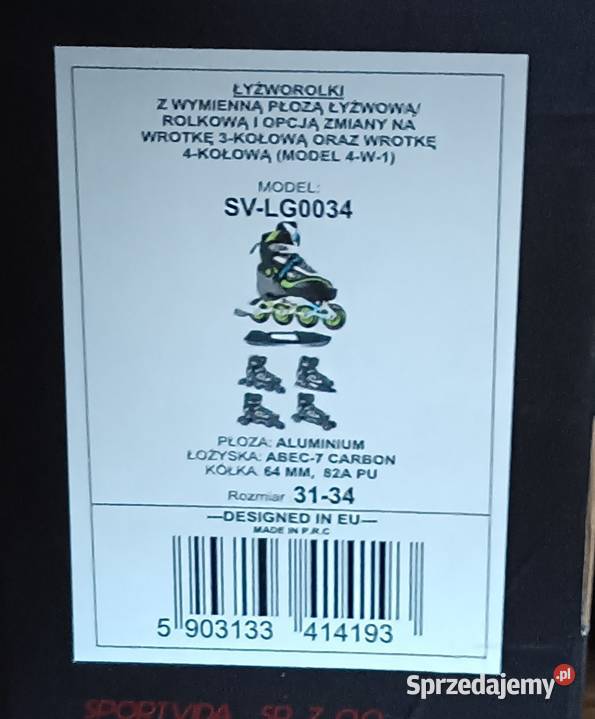 ŁYŻWOROLKI
Z WYMIENNĄ PŁOZĄ ŁYŻWOWĄ/
ROLKOWĄ I OPCJĄ ZMIANY NA
WROTKĘ 3-KOŁOWĄ ORAZ WROTKĘ
4-KOŁOWĄ (MODEL 4-W-1)
MODEL:
SV-LG0034
PŁOZA: ALUMINIUM
ŁOŻYSKA: ABEC-7 CARBON
KÓŁKA: 64 MM, 82A PU
Rozmiar 31-34
—DESIGNED IN EU—
MADE IN P.R.C
5 903133 414193
SPORTVIDA SP. Z O.O.
Sprzedajemy.pl